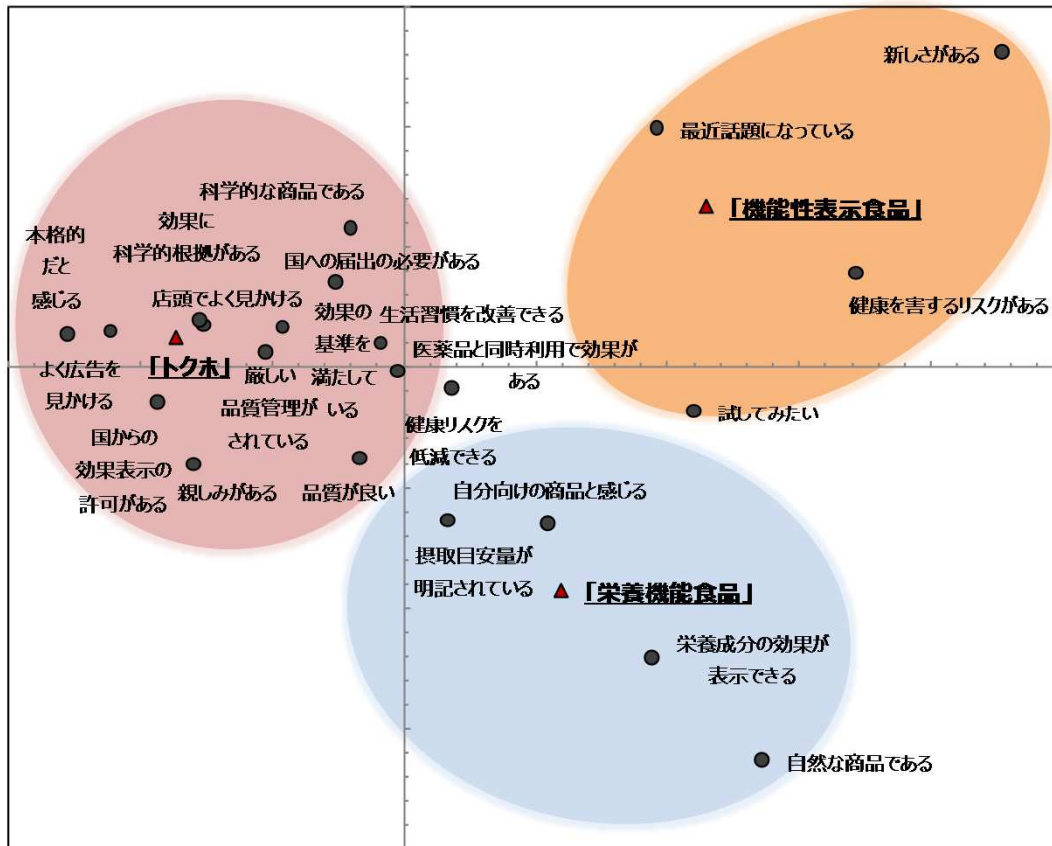 新しさがある
最近話題になっている
「機能性表示食品」
健康を害するリスクがある
試してみたい
科学的な商品である
効果に
科学的根拠がある
本格的
だと
感じる
国への届出の必要がある
店頭でよく見かける
効果の
基準を
満たして
いる
生活習慣を改善できる
医薬品と同時利用で効果が
ある
「トクホ」
よく広告を
見かける
厳しい
品質管理が
されている
国からの
効果表示の
許可がある
親しみがある
品質が良い
健康リスクを
低減できる
自分向けの商品と感じる
摂取目安量が
明記されている
「栄養機能食品」
栄養成分の効果が
表示できる
自然な商品である